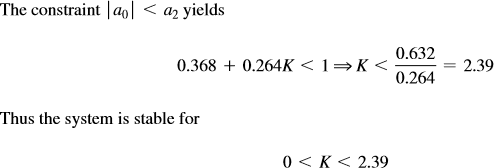 The constraint |a₀| < a₂ yields
0.368 + 0.264K < 1 ⟹ K < 0.632/0.264 = 2.39
Thus the system is stable for
0 < K < 2.39